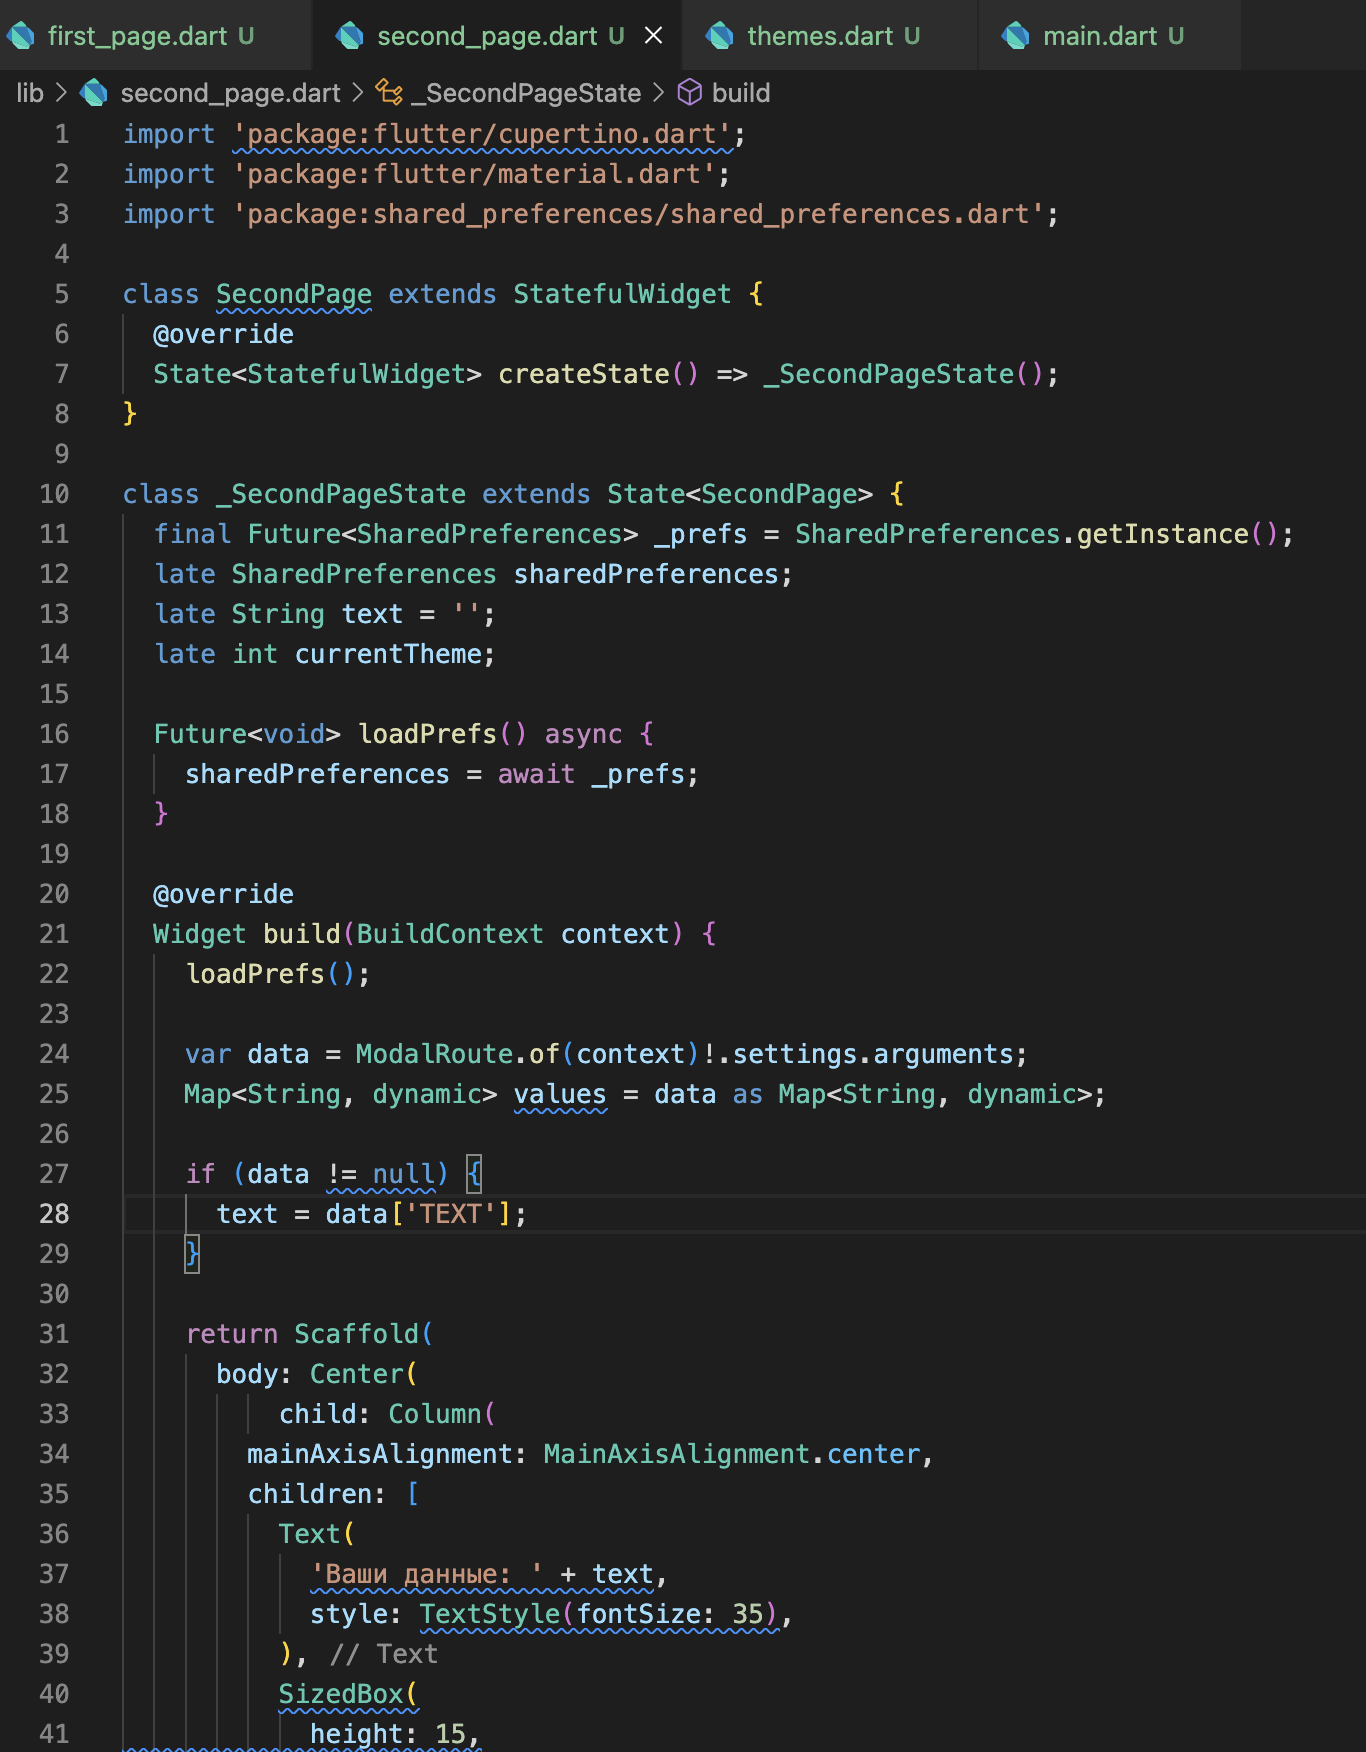 first_page.dart U
second_page.dart U
themes.dart U
main.dart U
lib > second_page.dart > _SecondPageState > build
1 import 'package:flutter/cupertino.dart';
2 import 'package:flutter/material.dart';
3 import 'package:shared_preferences/shared_preferences.dart';
4
5 class SecondPage extends StatefulWidget {
6 @override
7 State<StatefulWidget> createState() => _SecondPageState();
8 }
9
10 class _SecondPageState extends State<SecondPage> {
11 final Future<SharedPreferences> _prefs = SharedPreferences.getInstance();
12 late SharedPreferences sharedPreferences;
13 late String text = '';
14 late int currentTheme;
15
16 Future<void> loadPrefs() async {
17 sharedPreferences = await _prefs;
18 }
19
20 @override
21 Widget build(BuildContext context) {
22 loadPrefs();
23
24 var data = ModalRoute.of(context)!.settings.arguments;
25 Map<String, dynamic> values = data as Map<String, dynamic>;
26
27 if (data != null) {
28 text = data['TEXT'];
29 }
30
31 return Scaffold(
32 body: Center(
33 child: Column(
34 mainAxisAlignment: MainAxisAlignment.center,
35 children: [
36 Text(
37 'Ваши данные: ' + text,
38 style: TextStyle(fontSize: 35),
39 ), // Text
40 SizedBox(
41 height: 15,